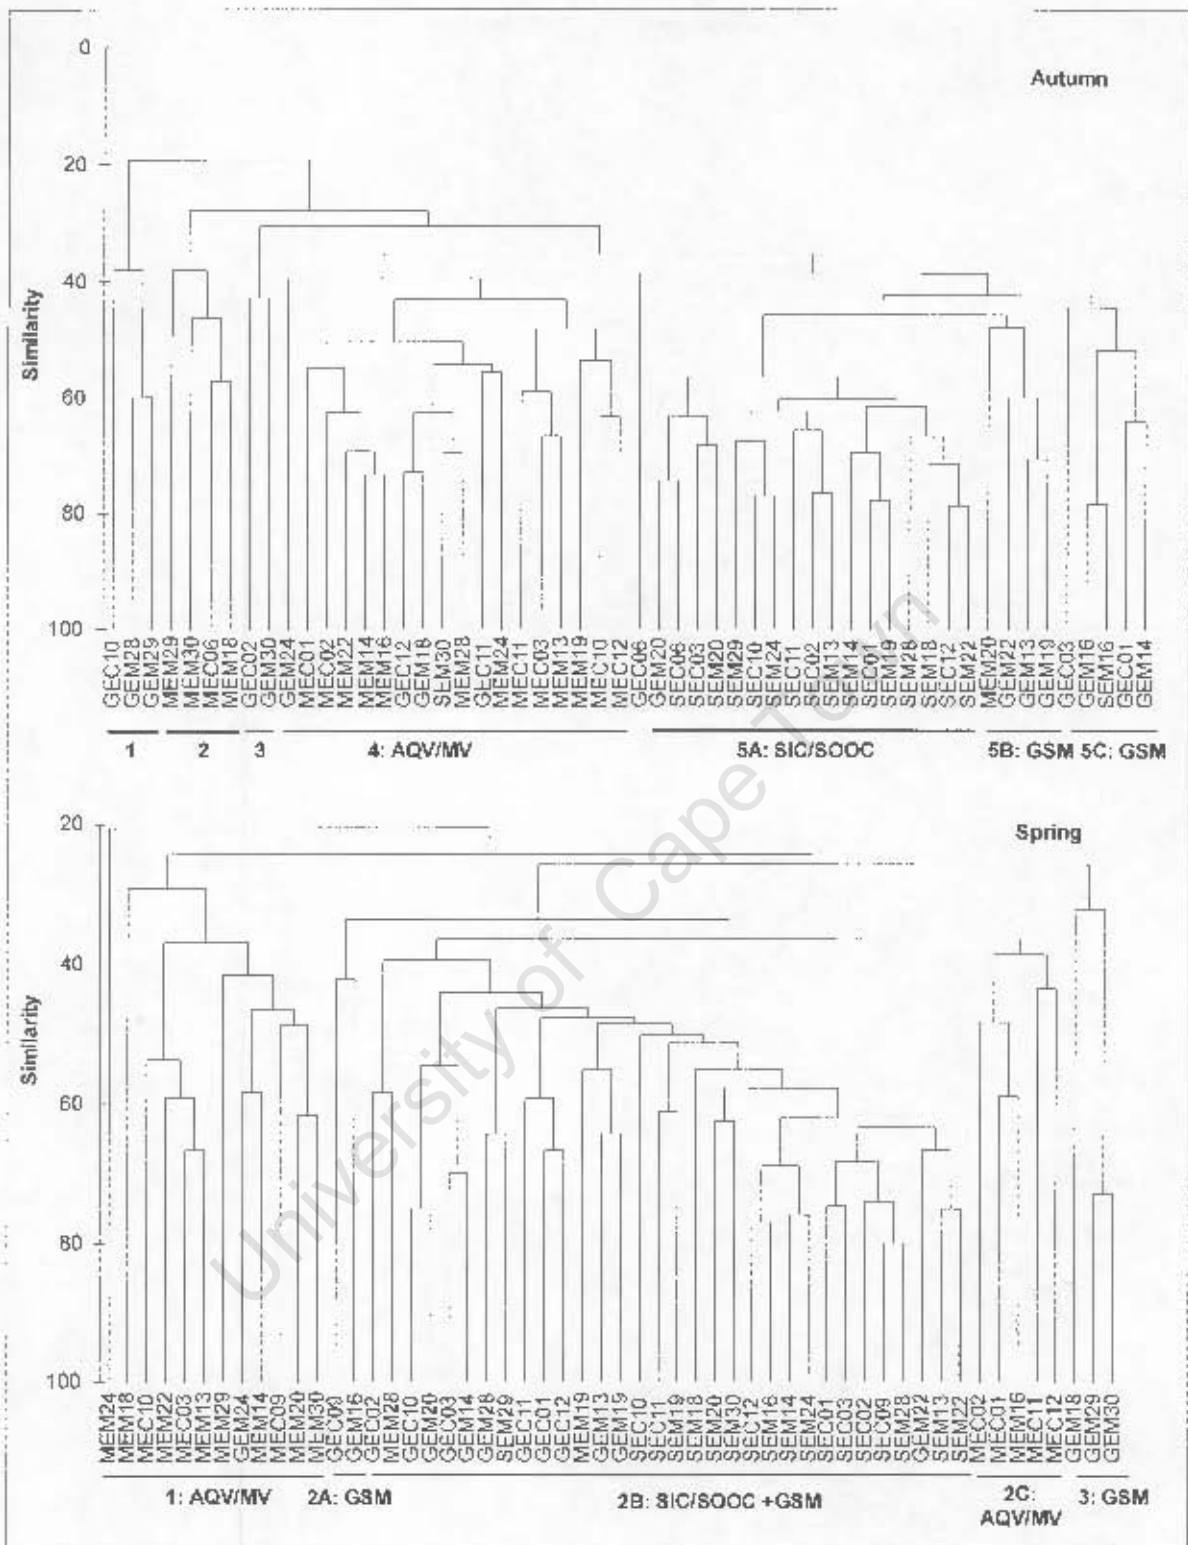 Autumn
0
20
40
60
80
100
Similarity
GEC10 GEM28 GEM29 MEM29 MEM30 MEC06 MEM18 GEC02 GEM30 GEM24 MEC01 MEC02 MEM22 MEM14 MEM16 GEC12 GEM18 SEM30 MEM28 GEC11 MEM24 MEC11 MEC03 MEM13 MEM19 MEC10 MEC12 GEC06 GEM20 SEC06 SEC03 SEM20 SEM29 SEC10 SEM24 SEC11 SEC02 SEM13 SEM14 SEC01 SEM19 SEM28 SEM18 SEC12 SEM22 MEM20 GEM22 GEM13 GEM19 GEC03 GEM16 SEM16 GEC01 GEM14
1 2 3 4: AQV/MV 5A: SIC/SOOC 5B: GSM 5C: GSM
Spring
20
40
60
80
100
Similarity
MEM24 MEM18 MEC10 MEM22 MEC03 MEM13 MEM29 GEM24 MEM14 MEC09 MEM20 MEM30 GEC09 GEM16 GEC02 MEM28 GEC10 GEM20 GEC03 GEM14 GEM28 SEM29 GEC11 GEC01 GEC12 MEM19 GEM13 GEM19 SEC10 SEC11 SEM19 SEM18 SEM20 SEM30 SEC12 SEM16 SEM14 SEM24 SEC01 SEC03 SEC02 SEC09 SEM28 GEM22 SEM13 SEM22 MEC02 MEC01 MEM16 MEC11 MEC12 GEM18 GEM29 GEM30
1: AQV/MV 2A: GSM 2B: SIC/SOOC +GSM 2C: 3: GSM
AQV/MV
University of Cape Town